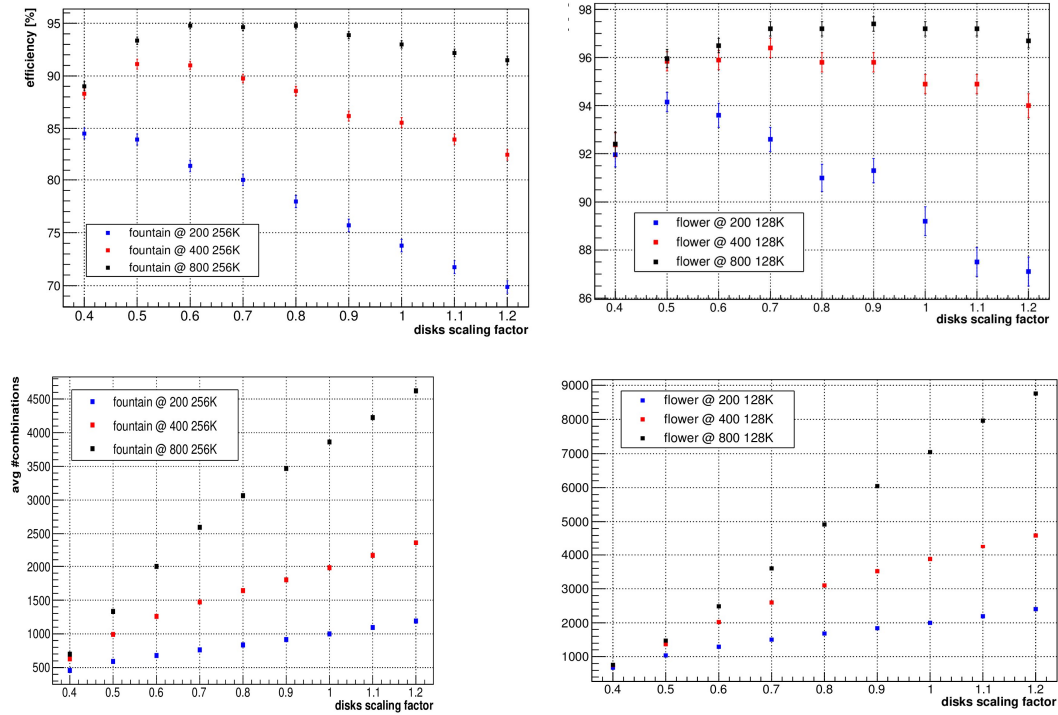 efficiency [%]
95
90
85
80
75
70
fountain @ 200 256K
fountain @ 400 256K
fountain @ 800 256K
0.4 0.5 0.6 0.7 0.8 0.9 1 1.1 1.2
disks scaling factor
98
96
94
92
90
88
86
flower @ 200 128K
flower @ 400 128K
flower @ 800 128K
0.4 0.5 0.6 0.7 0.8 0.9 1 1.1 1.2
disks scaling factor
avg #combinations
4500
4000
3500
3000
2500
2000
1500
1000
500
fountain @ 200 256K
fountain @ 400 256K
fountain @ 800 256K
0.4 0.5 0.6 0.7 0.8 0.9 1 1.1 1.2
disks scaling factor
9000
8000
7000
6000
5000
4000
3000
2000
1000
flower @ 200 128K
flower @ 400 128K
flower @ 800 128K
0.4 0.5 0.6 0.7 0.8 0.9 1 1.1 1.2
disks scaling factor